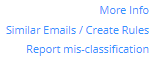 More Info
Similar Emails / Create Rules
Report mis-classification